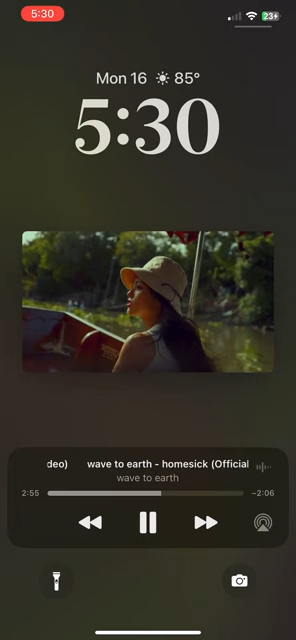 5:30
23
Mon 16 85°
5:30
deo) wave to earth - homesick (Official
wave to earth
2:55
-2:06